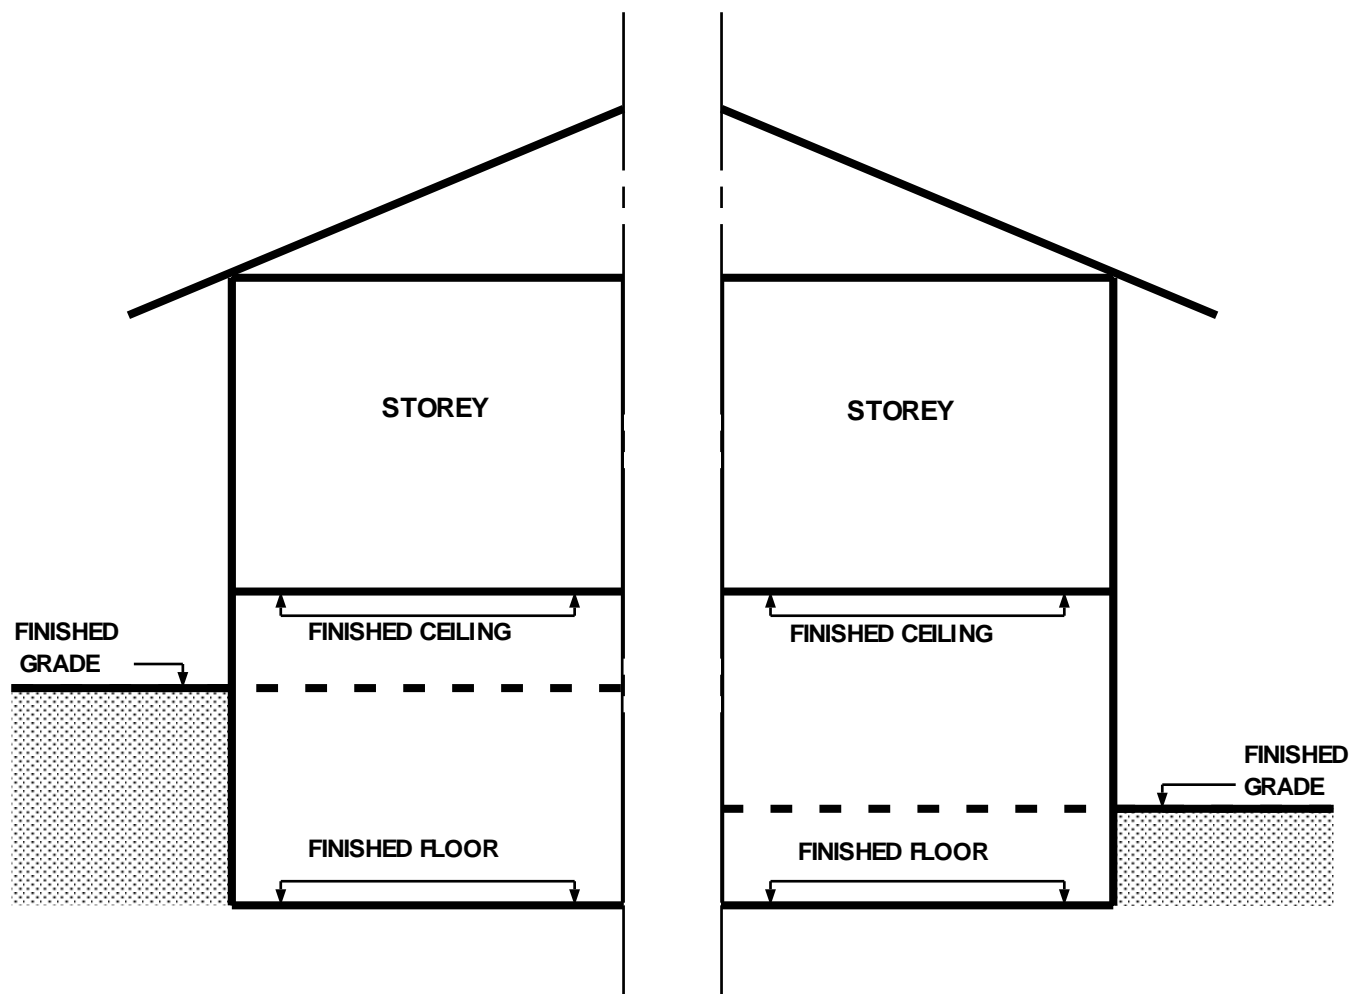 STOREY
STOREY
FINISHED
GRADE
FINISHED CEILING
FINISHED CEILING
FINISHED
GRADE
FINISHED FLOOR
FINISHED FLOOR